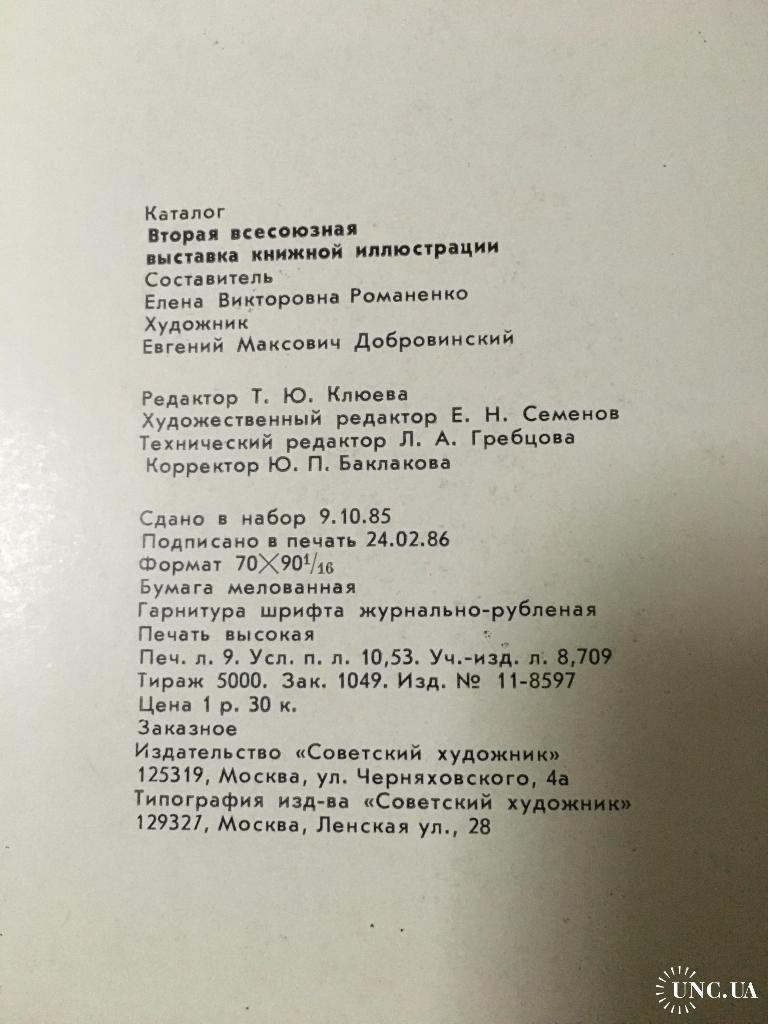 Каталог
Вторая всесоюзная
выставка книжной иллюстрации
Составитель
Елена Викторовна Романенко
Художник
Евгений Максович Добровинский
Редактор Т. Ю. Клюева
Художественный редактор Е. Н. Семенов
Технический редактор Л. А. Гребцова
Корректор Ю. П. Баклакова
Сдано в набор 9.10.85
Подписано в печать 24.02.86
Формат 70×90¹/₁₆
Бумага мелованная
Гарнитура шрифта журнально-рубленая
Печать высокая
Печ. л. 9. Усл. п. л. 10,53. Уч.-изд. л. 8,709
Тираж 5000. Зак. 1049. Изд. № 11-8597
Цена 1 р. 30 к.
Заказное
Издательство «Советский художник»
125319, Москва, ул. Черняховского, 4а
Типография изд-ва «Советский художник»
129327, Москва, Ленская ул., 28
UNC.UA